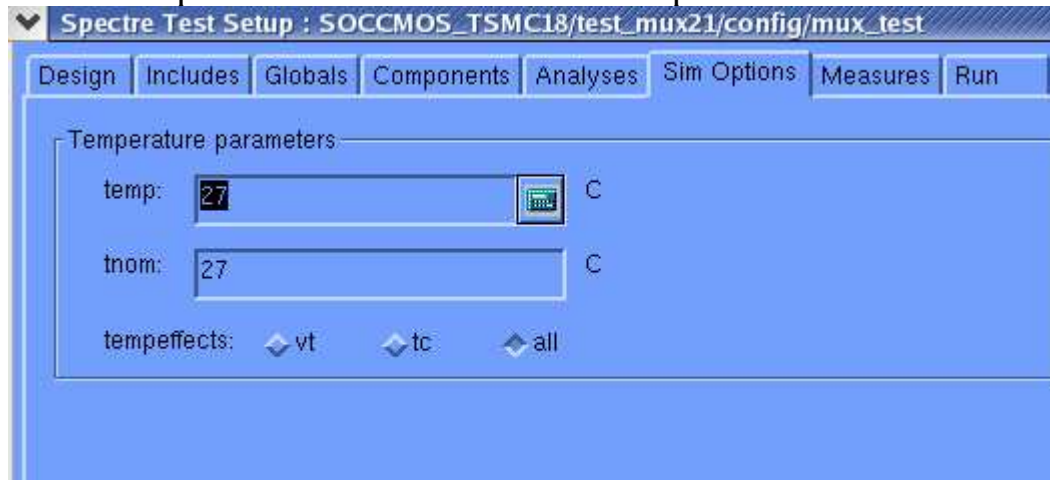 Spectre Test Setup : SOCCMOS_TSMC18/test_mux21/config/mux_test
Design Includes Globals Components Analyses Sim Options Measures Run
Temperature parameters
temp: 27 C
tnom: 27 C
tempeffects: vt tc all